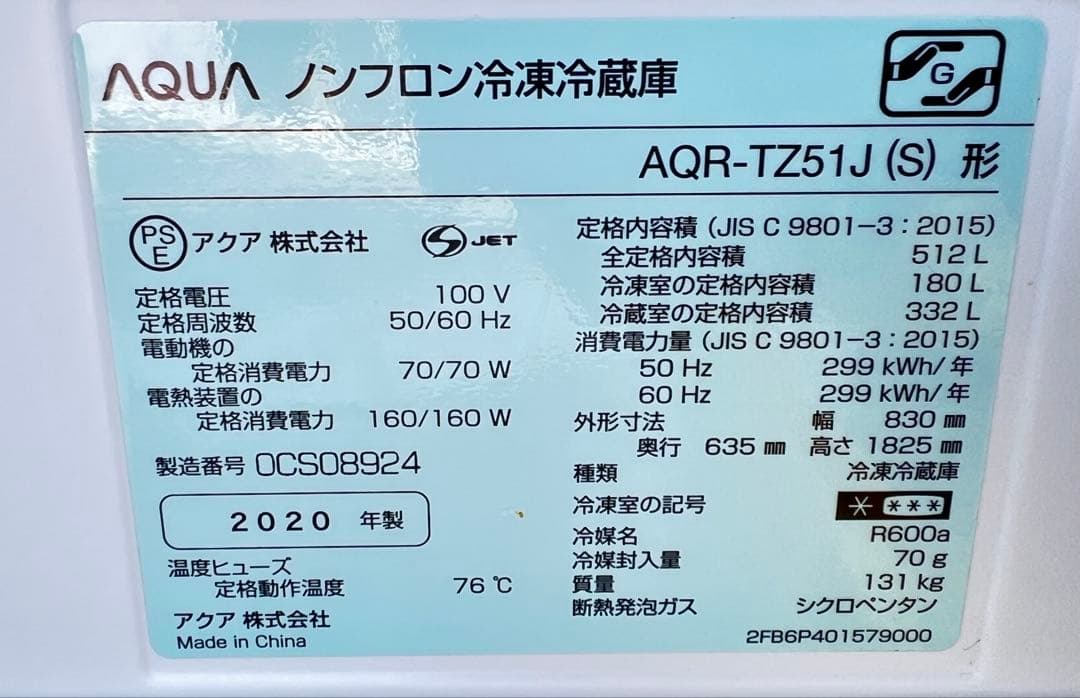 AQUA ノンフロン冷凍冷蔵庫
G
AQR-TZ51J (S) 形
PS
E
アクア 株式会社
JET
定格電圧 100 V
定格周波数 50/60 Hz
電動機の
定格消費電力 70/70 W
電熱装置の
定格消費電力 160/160 W
製造番号 0CS08924
2020 年製
温度ヒューズ
定格動作温度 76 ℃
アクア 株式会社
Made in China
定格内容積 (JIS C 9801-3:2015)
全定格内容積 512 L
冷凍室の定格内容積 180 L
冷蔵室の定格内容積 332 L
消費電力量 (JIS C 9801-3:2015)
50 Hz 299 kWh/年
60 Hz 299 kWh/年
外形寸法 幅 830 ㎜
奥行 635 ㎜ 高さ 1825 ㎜
種類 冷凍冷蔵庫
冷凍室の記号 * ***
冷媒名 R600a
冷媒封入量 70 g
質量 131 kg
断熱発泡ガス シクロペンタン
2FB6P401579000